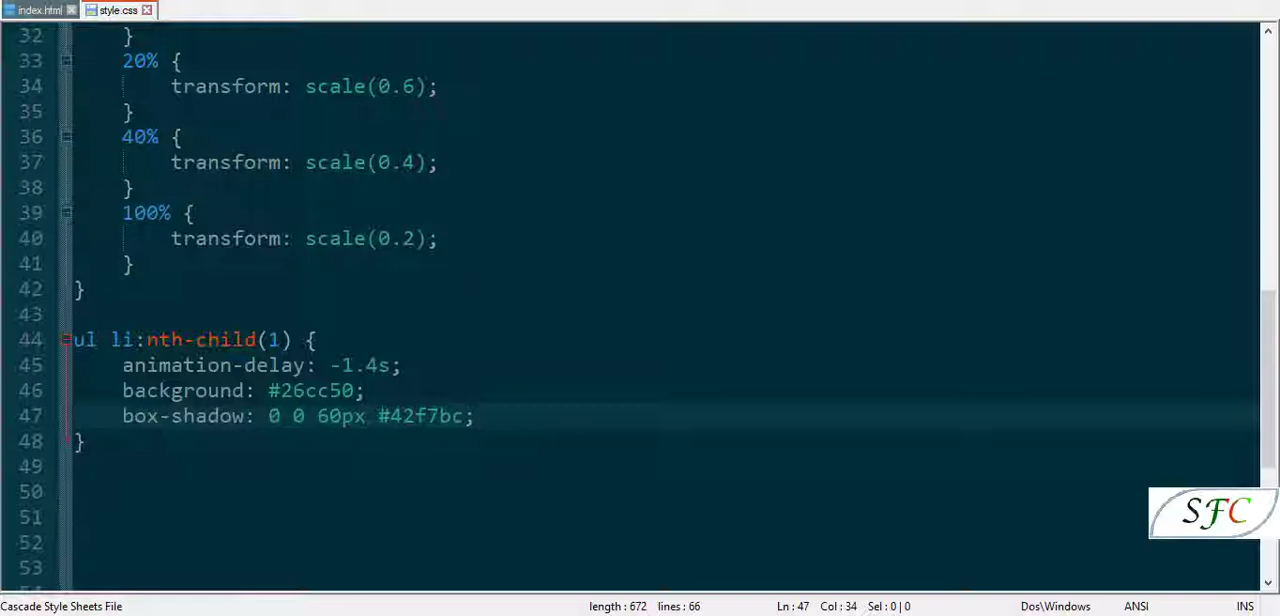 index.html style.css
32 }
33 20% {
34 transform: scale(0.6);
35 }
36 40% {
37 transform: scale(0.4);
38 }
39 100% {
40 transform: scale(0.2);
41 }
42 }
43
44 ul li:nth-child(1) {
45 animation-delay: -1.4s;
46 background: #26cc50;
47 box-shadow: 0 0 60px #42f7bc;
48 }
49
50
51
SFC
52
53
Cascade Style Sheets File length : 672 lines : 66 Ln : 47 Col : 34 Sel : 0 | 0 Dos\Windows ANSI INS